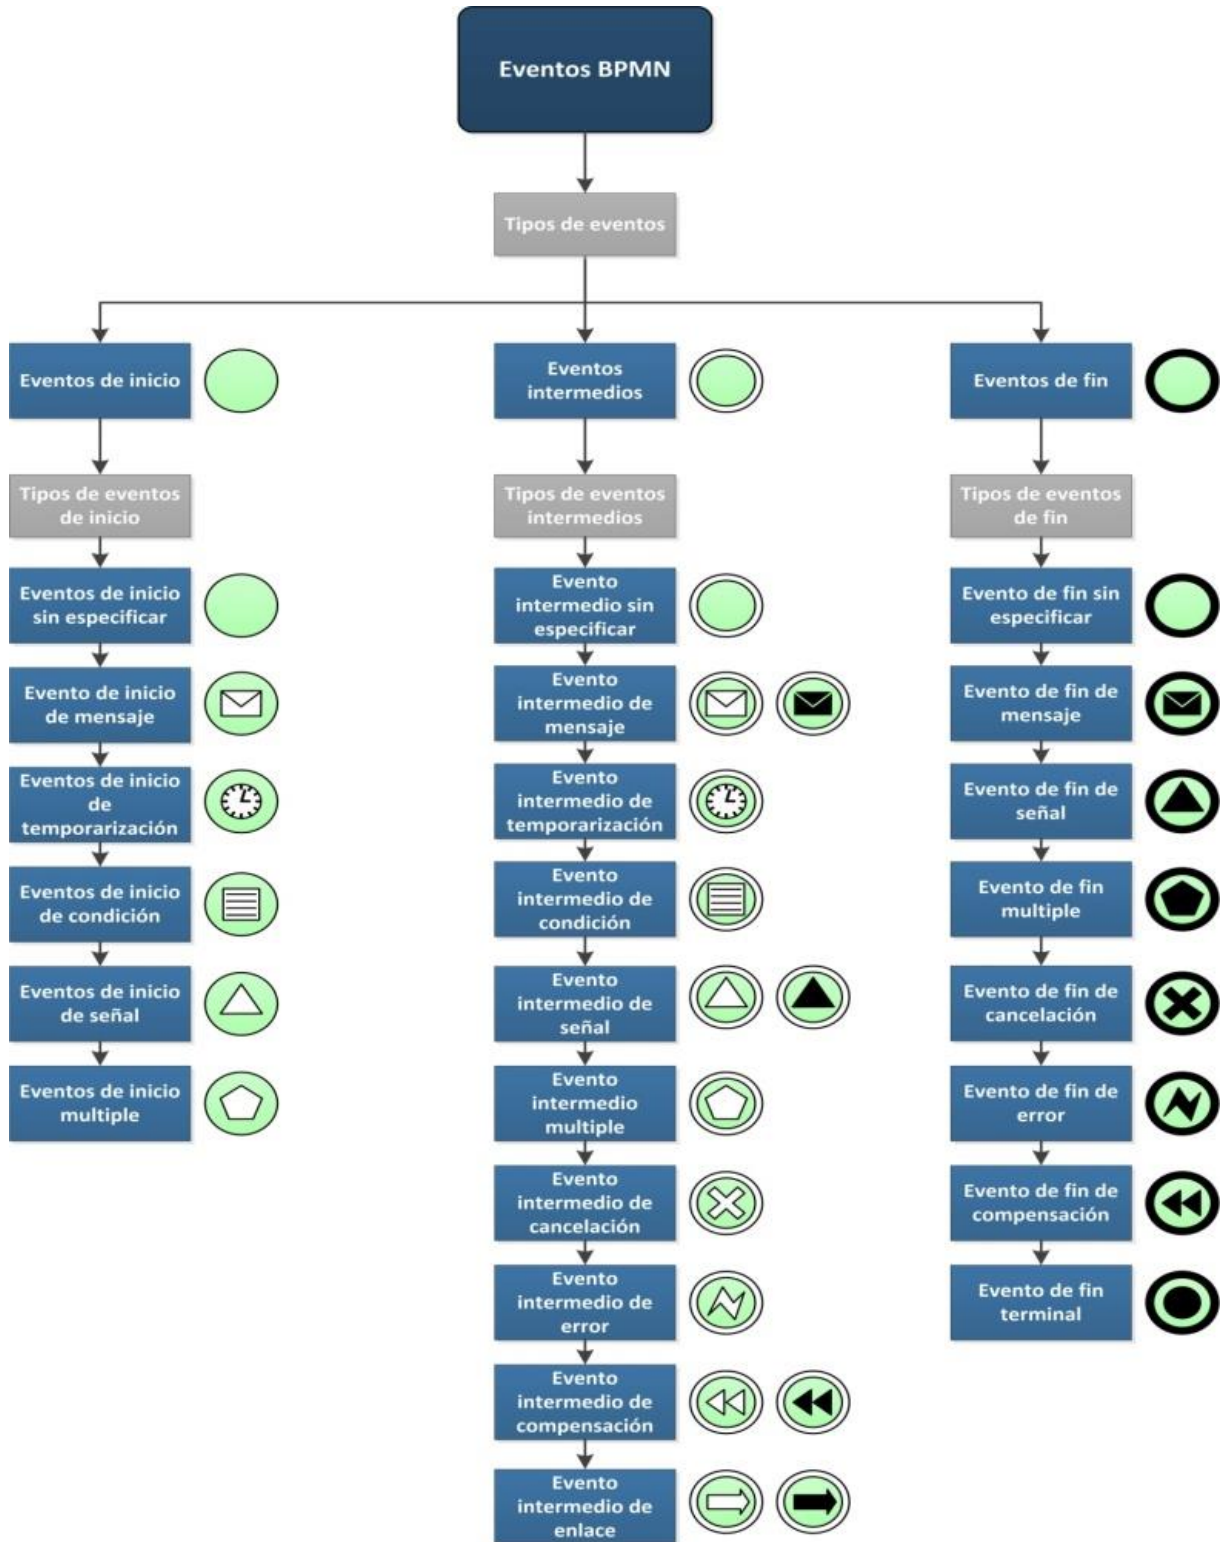 Eventos BPMN
Tipos de eventos
Eventos de inicio
Eventos
intermedios
Eventos de fin
Tipos de eventos
de inicio
Tipos de eventos
intermedios
Tipos de eventos
de fin
Eventos de inicio
sin especificar
Evento
intermedio sin
especificar
Evento de fin sin
especificar
Evento de inicio
de mensaje
Evento
intermedio de
mensaje
Evento de fin de
mensaje
Eventos de inicio
de
temporarización
Evento
intermedio de
temporarización
Evento de fin de
señal
Eventos de inicio
de condición
Evento
intermedio de
condición
Evento de fin
multiple
Eventos de inicio
de señal
Evento
intermedio de
señal
Evento de fin de
cancelación
Eventos de inicio
multiple
Evento
intermedio
multiple
Evento de fin de
error
Evento
intermedio de
cancelación
Evento de fin de
compensación
Evento
intermedio de
error
Evento de fin
terminal
Evento
intermedio de
compensación
Evento
intermedio de
enlace